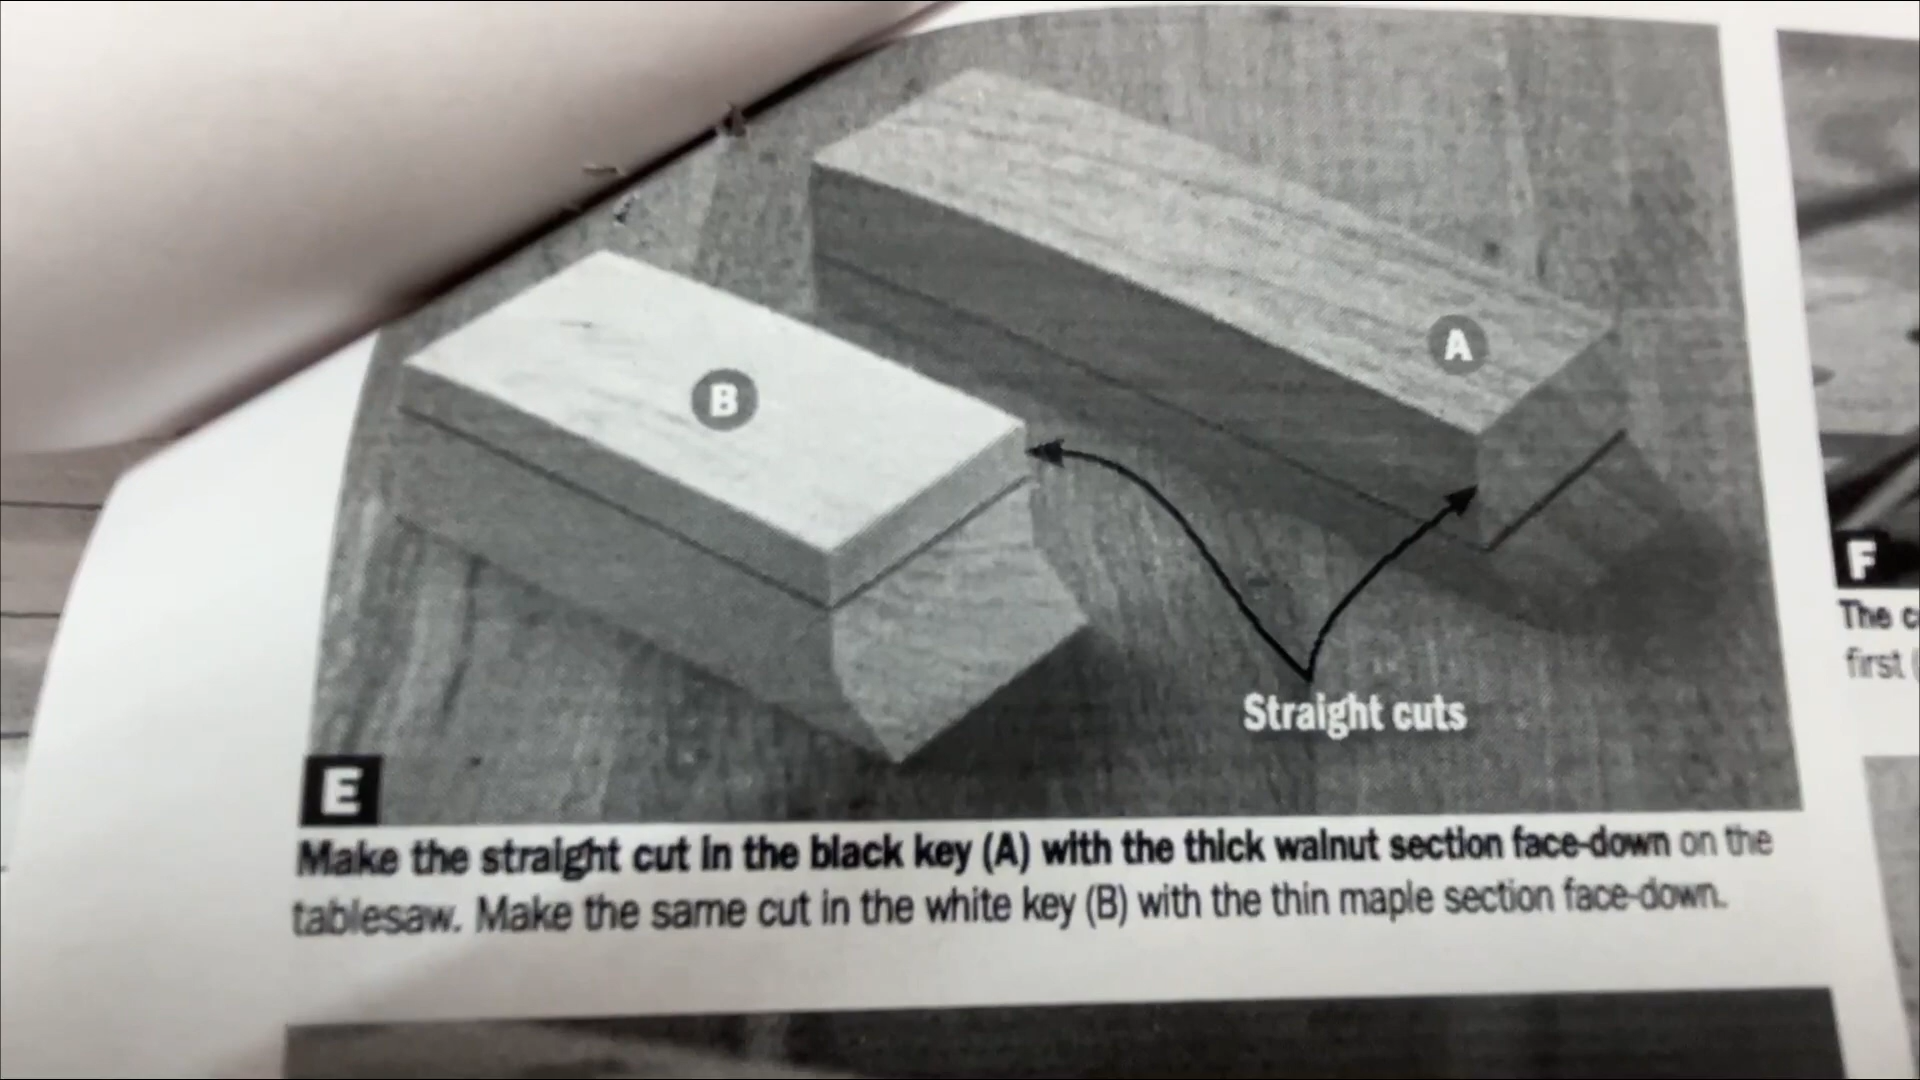 A
B
Straight cuts
E
Make the straight cut in the black key (A) with the thick walnut section face-down on the
tablesaw. Make the same cut in the white key (B) with the thin maple section face-down.
F
The
first